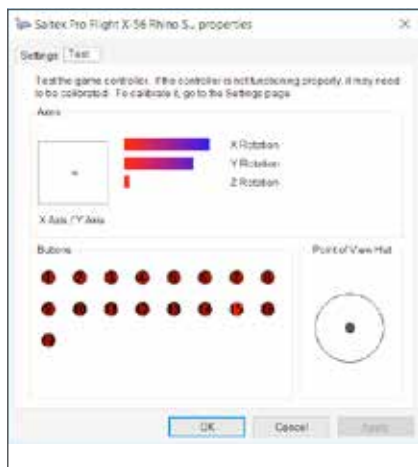 Saitek Pro Flight X-56 Rhino S... properties
Settings Test
Test the game controller. If the controller is not functioning properly, it may need
to be calibrated. To calibrate it, go to the Settings page.
Axes
X Rotation
Y Rotation
Z Rotation
X Axis / Y Axis
Buttons
Point of View Hat
OK Cancel Apply